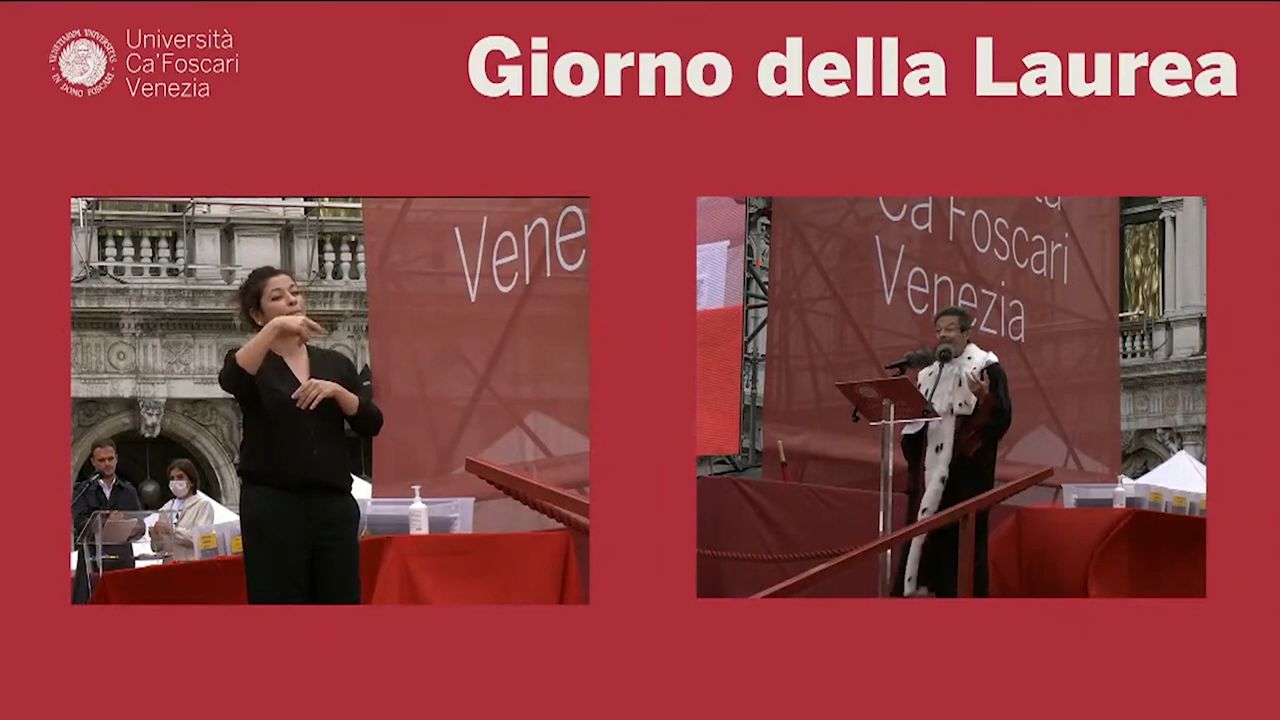 Università
Ca'Foscari
Venezia
Giorno della Laurea
Vene
Ca'Foscari
Venezia